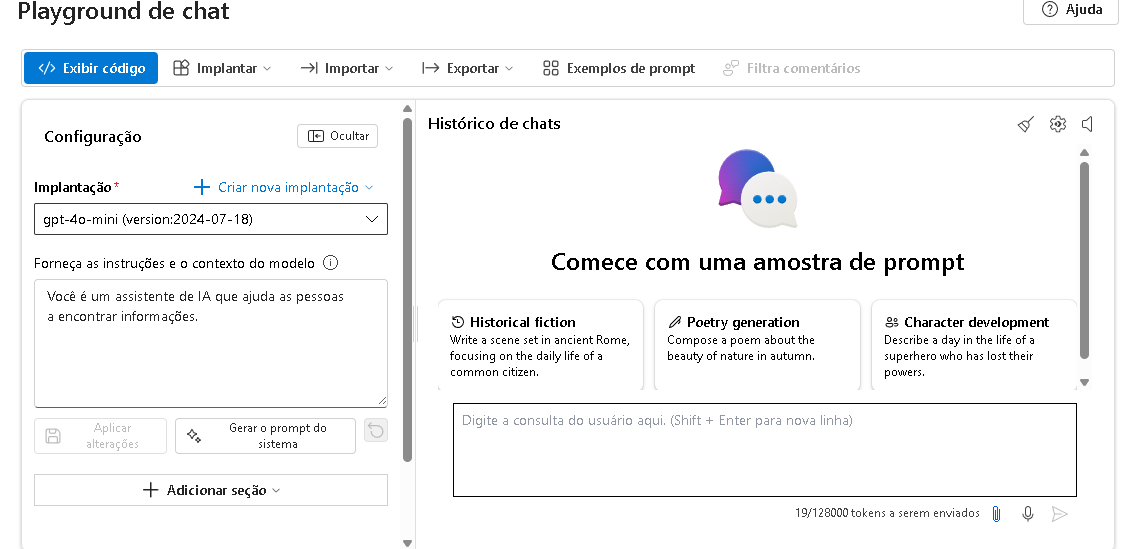 Playground de chat
Ajuda
Exibir código
Implantar
Importar
Exportar
Exemplos de prompt
Filtra comentários
Configuração
Ocultar
Implantação*
Criar nova implantação
gpt-4o-mini (version:2024-07-18)
Forneça as instruções e o contexto do modelo
Você é um assistente de IA que ajuda as pessoas
a encontrar informações.
Aplicar
alterações
Gerar o prompt do
sistema
Adicionar seção
Histórico de chats
Comece com uma amostra de prompt
Historical fiction
Write a scene set in ancient Rome,
focusing on the daily life of a
common citizen.
Poetry generation
Compose a poem about the
beauty of nature in autumn.
Character development
Describe a day in the life of a
superhero who has lost their
powers.
Digite a consulta do usuário aqui. (Shift + Enter para nova linha)
19/128000 tokens a serem enviados